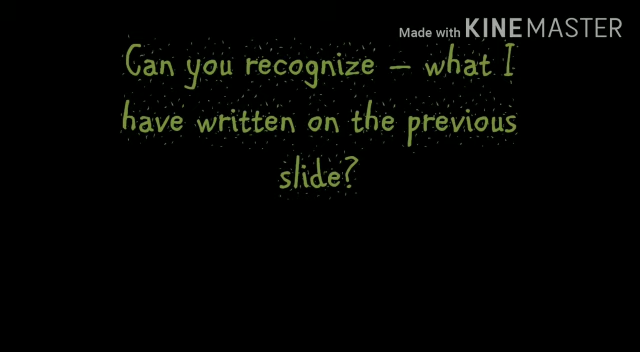 Made with KINEMASTER
Can you recognize – what I
have written on the previous
slide?